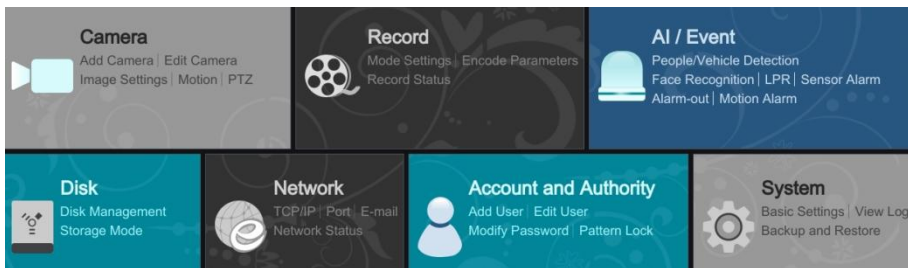 Camera
Add Camera | Edit Camera
Image Settings | Motion | PTZ
Record
Mode Settings | Encode Parameters
Record Status
AI / Event
People/Vehicle Detection
Face Recognition | LPR | Sensor Alarm
Alarm-out | Motion Alarm
Disk
Disk Management
Storage Mode
Network
TCP/IP | Port | E-mail
Network Status
Account and Authority
Add User | Edit User
Modify Password | Pattern Lock
System
Basic Settings | View Log
Backup and Restore